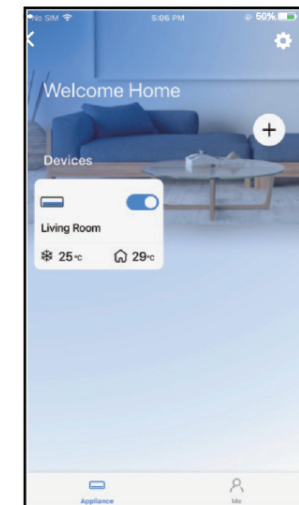 No SIM 5:06 PM 50%
Welcome Home
+
Devices
Living Room
25°c 29°c
Appliance Me